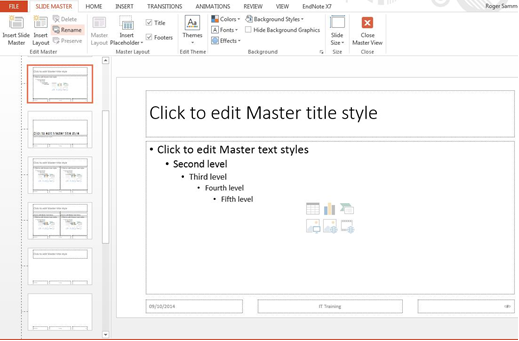 Roger Samm
FILE SLIDE MASTER HOME INSERT TRANSITIONS ANIMATIONS REVIEW VIEW EndNote X7
Insert Slide Master
Insert Layout
Delete
Rename
Preserve
Edit Master
Master Layout
Insert Placeholder
Title
Footers
Master Layout
Aa
Themes
Edit Theme
Colors
Fonts
Effects
Background Styles
Hide Background Graphics
Background
Slide Size
Size
Close Master View
Close
Click to edit Master title style
• Click to edit Master text styles
• Second level
• Third level
• Fourth level
• Fifth level
09/10/2014 IT Training